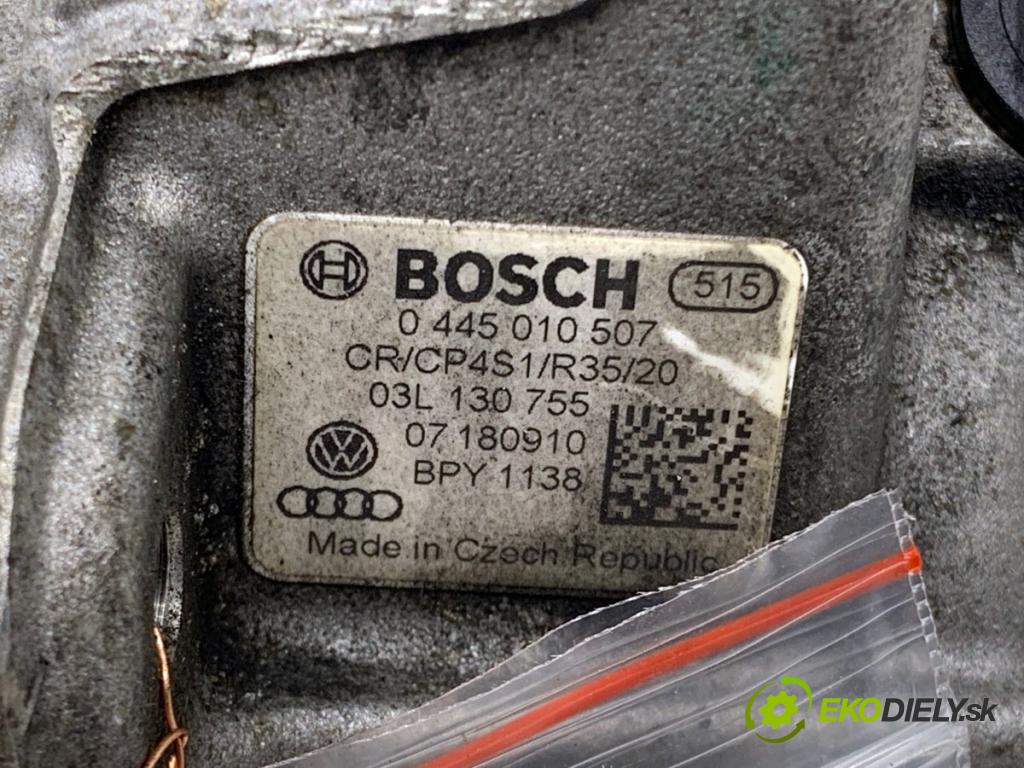 BOSCH 515
0 445 010 507
CR/CP4S1/R35/20
03L 130 755
07 180910
BPY 1138
Made in Czech Republic
EKODIELY.sk